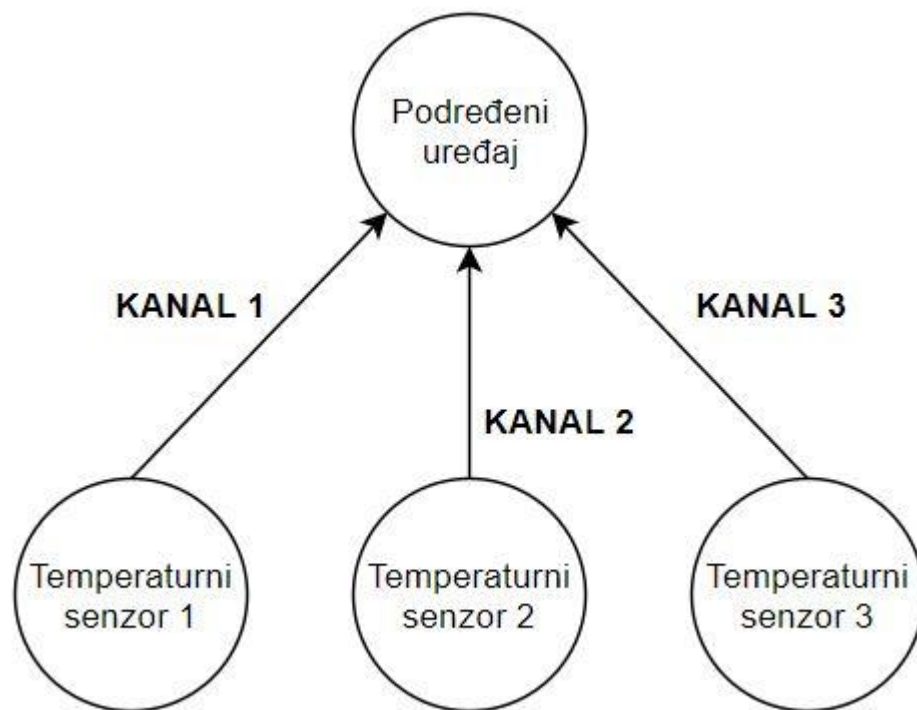 Podređeni
uređaj
KANAL 1
KANAL 3
KANAL 2
Temperaturni
senzor 1
Temperaturni
senzor 2
Temperaturni
senzor 3